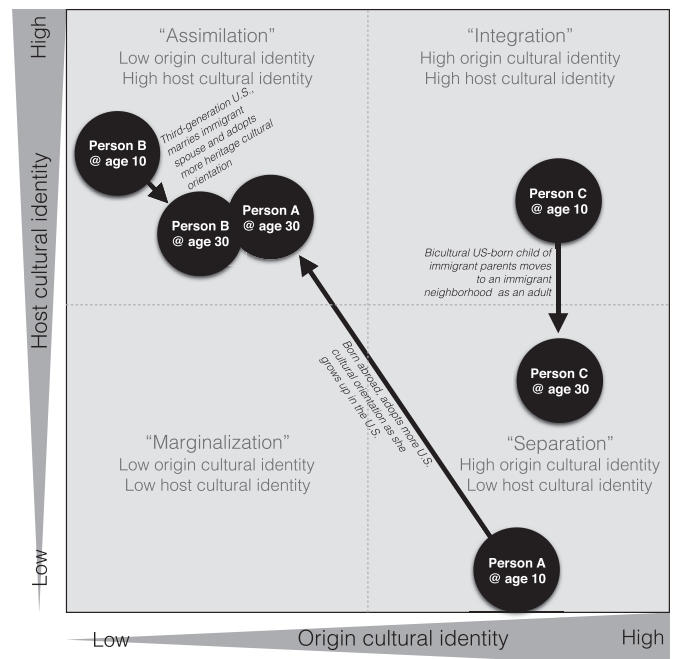 High
Host cultural identity
Low
“Assimilation”
Low origin cultural identity
High host cultural identity
“Integration”
High origin cultural identity
High host cultural identity
Person B
@ age 10
Third-generation U.S.,
marries immigrant
spouse and adopts
more heritage cultural
orientation
Person B
@ age 30
Person A
@ age 30
Person C
@ age 10
Bicultural US-born child of
immigrant parents moves
to an immigrant
neighborhood as an adult
Person C
@ age 30
Born abroad, adopts more U.S.
cultural orientation as she
grows up in the U.S.
“Marginalization”
Low origin cultural identity
Low host cultural identity
“Separation”
High origin cultural identity
Low host cultural identity
Person A
@ age 10
Low
Origin cultural identity
High